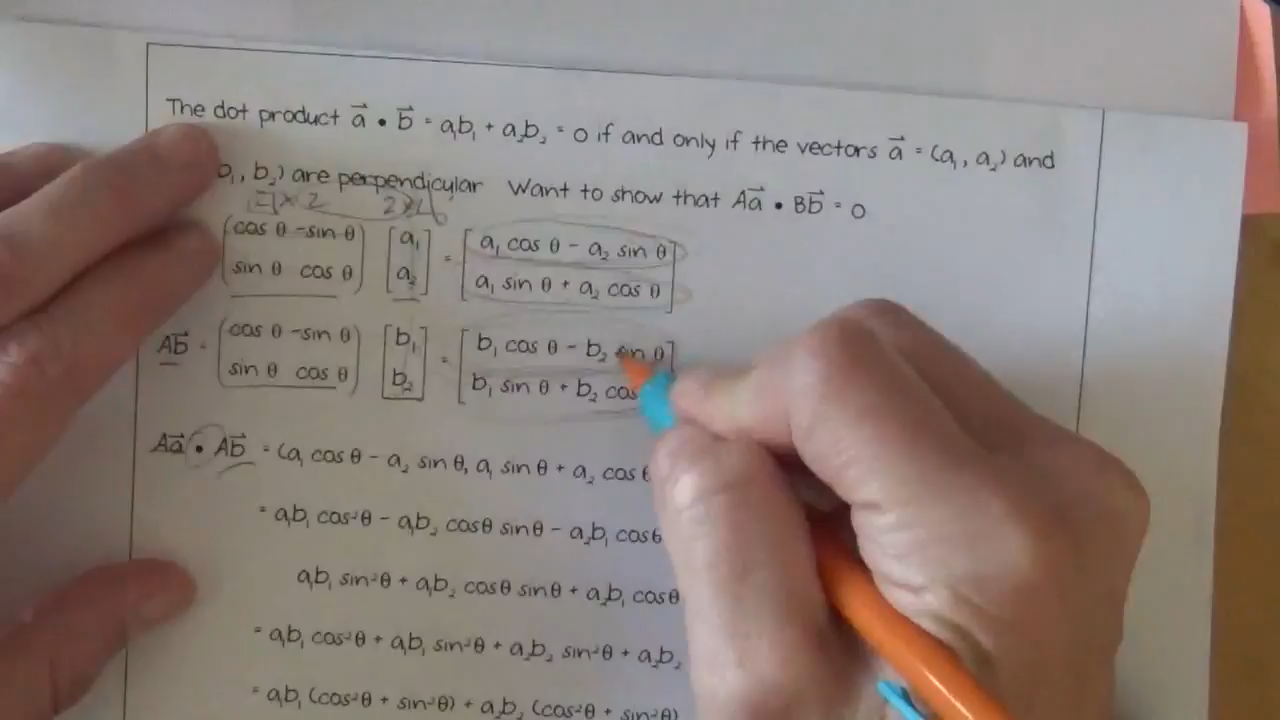 The dot product a⃗ • b⃗ = a₁b₁ + a₂b₂ = 0 if and only if the vectors a⃗ = (a₁, a₂) and
b₁, b₂) are perpendicular Want to show that Aa⃗ • Bb⃗ = 0
2×2 2×1
(cos θ -sin θ) [a₁] = [a₁ cos θ - a₂ sin θ]
(sin θ cos θ) [a₂] [a₁ sin θ + a₂ cos θ]
Ab⃗ = (cos θ -sin θ) [b₁] = [b₁ cos θ - b₂ sin θ]
(sin θ cos θ) [b₂] [b₁ sin θ + b₂ cos
Aa⃗ • Ab⃗ = (a₁ cos θ - a₂ sin θ, a₁ sin θ + a₂ cos θ
= a₁b₁ cos²θ - a₁b₂ cosθ sinθ - a₂b₁ cosθ
a₁b₁ sin²θ + a₁b₂ cosθ sinθ + a₂b₁ cosθ
= a₁b₁ cos²θ + a₁b₁ sin²θ + a₂b₂ sin²θ + a₂b₂
= a₁b₁ (cos²θ + sin²θ) + a₂b₂ (cos²θ + sin²θ)